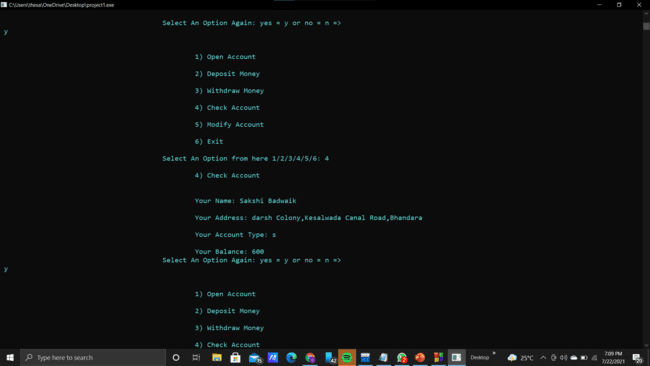 C:\Users\thesa\OneDrive\Desktop\project1.exe
Select An Option Again: yes = y or no = n =>
y
1) Open Account
2) Deposit Money
3) Withdraw Money
4) Check Account
5) Modify Account
6) Exit
Select An Option from here 1/2/3/4/5/6: 4
4) Check Account
Your Name: Sakshi Badwaik
Your Address: darsh Colony,Kesalwada Canal Road,Bhandara
Your Account Type: s
Your Balance: 600
Select An Option Again: yes = y or no = n =>
y
1) Open Account
2) Deposit Money
3) Withdraw Money
4) Check Account
Type here to search
Desktop
25°C
7:09 PM
7/22/2021